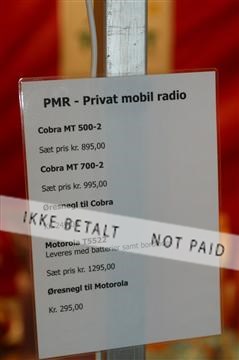 PMR - Privat mobil radio
Cobra MT 500-2
Sæt pris kr. 895,00
Cobra MT 700-2
Sæt pris kr. 995,00
Øresnegl til Cobra
IKKE BETALT NOT PAID
Motorola T5522
Leveres med batterier samt
Sæt pris kr. 1295,00
Øresnegl til Motorola
Kr. 295,00